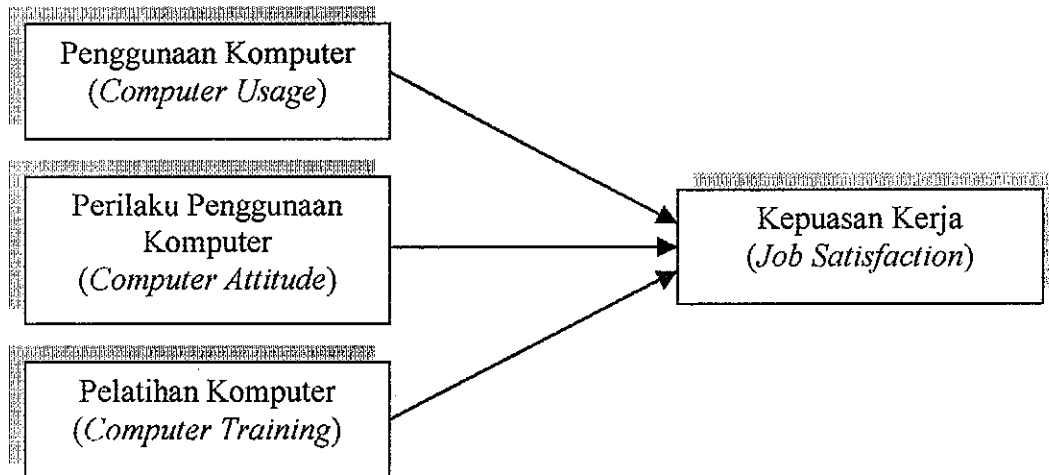 Penggunaan Komputer
(Computer Usage)
Perilaku Penggunaan
Komputer
(Computer Attitude)
Kepuasan Kerja
(Job Satisfaction)
Pelatihan Komputer
(Computer Training)